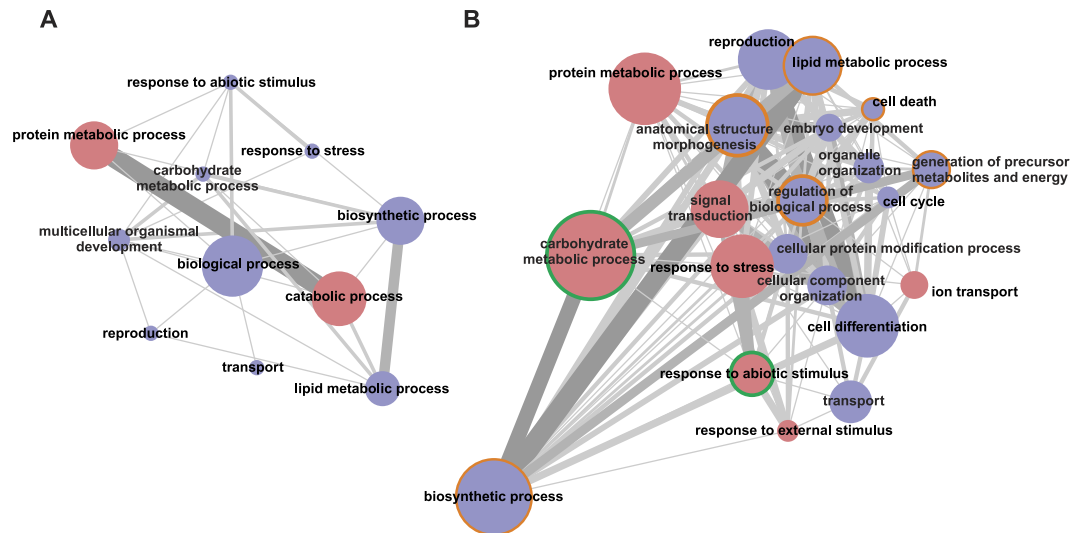 A
response to abiotic stimulus
protein metabolic process
response to stress
carbohydrate
metabolic process
biosynthetic process
multicellular organismal
development
biological process
catabolic process
reproduction
transport
lipid metabolic process
B
reproduction
lipid metabolic process
protein metabolic process
cell death
anatomical structure
morphogenesis
embryo development
organelle
organization
generation of precursor
metabolites and energy
regulation of
biological process
cell cycle
signal
transduction
carbohydrate
metabolic process
cellular protein modification process
response to stress
cellular component
organization
ion transport
cell differentiation
response to abiotic stimulus
transport
response to external stimulus
biosynthetic process